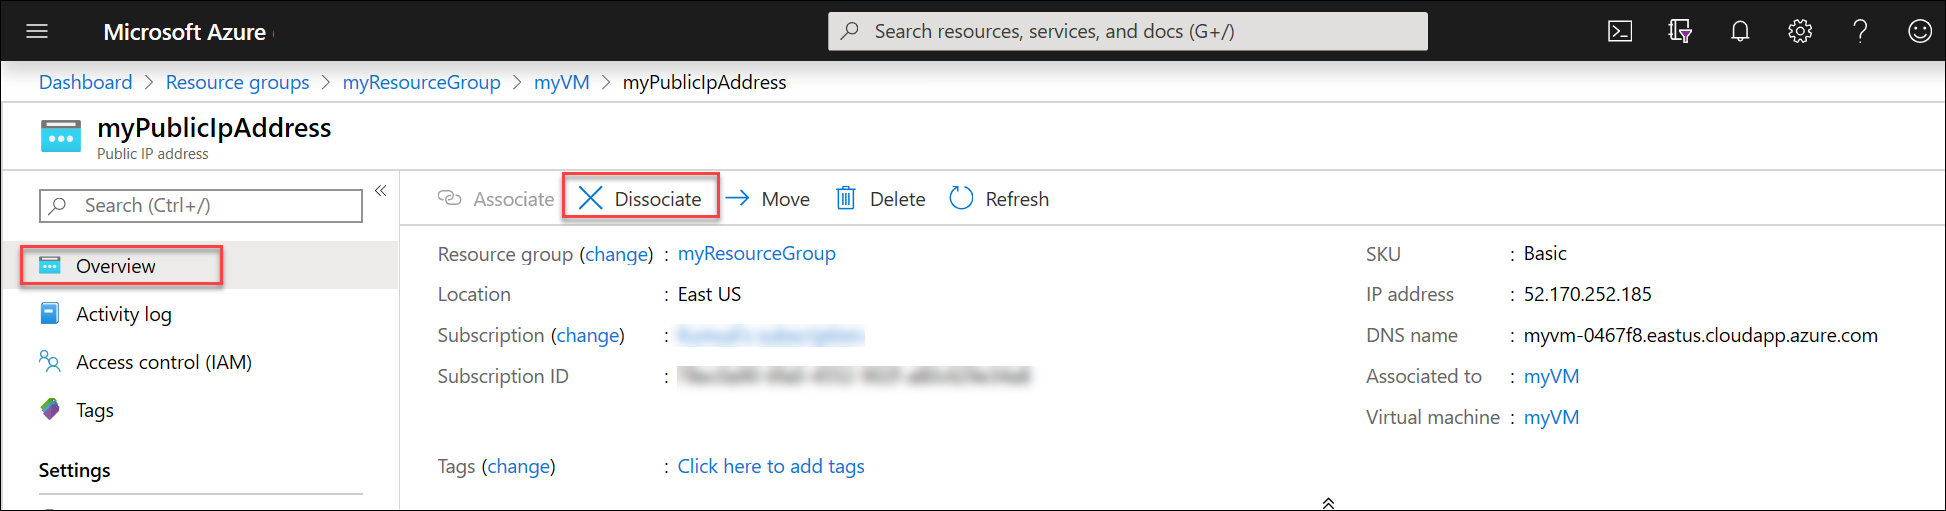 Microsoft Azure
Search resources, services, and docs (G+/)
Dashboard > Resource groups > myResourceGroup > myVM > myPublicIpAddress
myPublicIpAddress
Public IP address
Search (Ctrl+/)
«
Associate Dissociate Move Delete Refresh
Overview
Activity log
Access control (IAM)
Tags
Settings
Resource group (change) : myResourceGroup
Location : East US
Subscription (change) :
Subscription ID :
Tags (change) : Click here to add tags
SKU : Basic
IP address : 52.170.252.185
DNS name : myvm-0467f8.eastus.cloudapp.azure.com
Associated to : myVM
Virtual machine : myVM